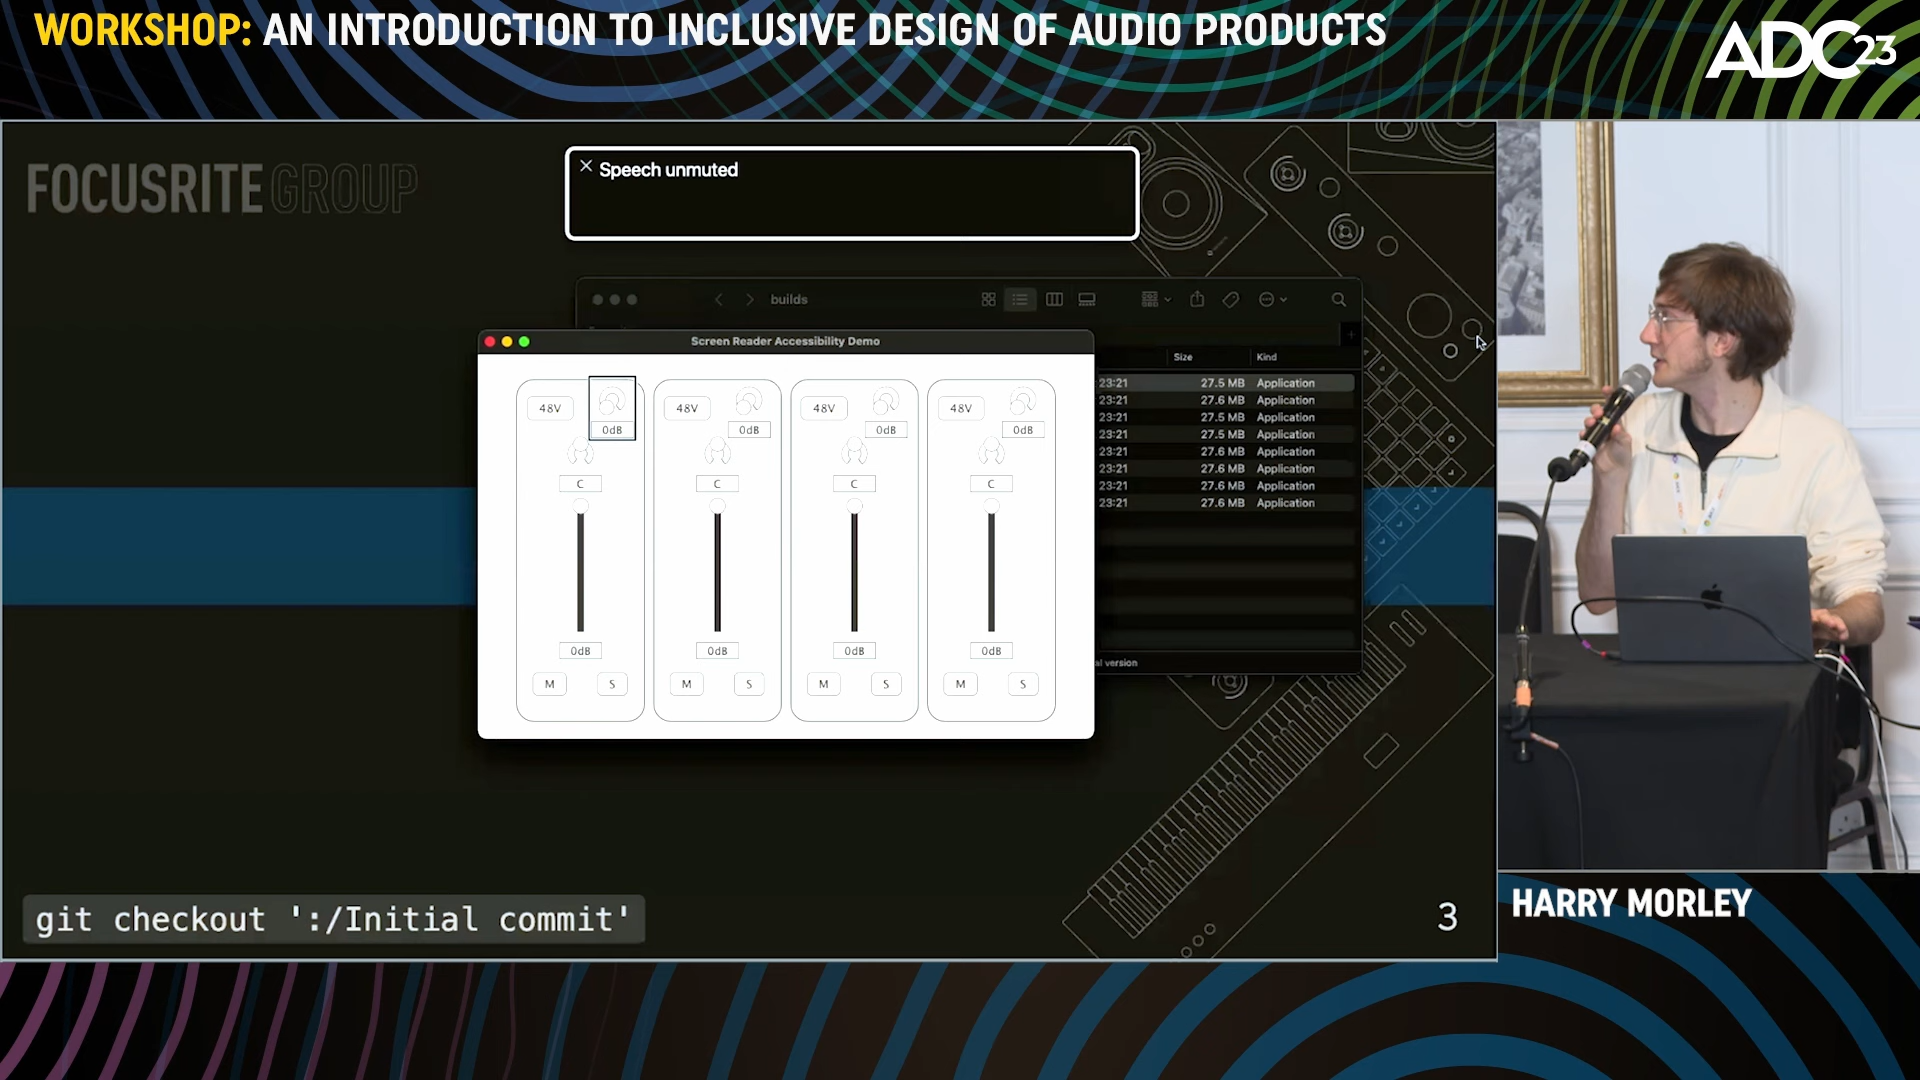 WORKSHOP: AN INTRODUCTION TO INCLUSIVE DESIGN OF AUDIO PRODUCTS
ADC23
FOCUSRITE GROUP
Speech unmuted
builds
Screen Reader Accessibility Demo
Size Kind
23:21 27.5 MB Application
23:21 27.6 MB Application
23:21 27.5 MB Application
23:21 27.5 MB Application
23:21 27.6 MB Application
23:21 27.6 MB Application
23:21 27.6 MB Application
23:21 27.6 MB Application
48V 48V 48V 48V
0dB 0dB 0dB 0dB
C C C C
0dB 0dB 0dB 0dB
M S M S M S M S
version
git checkout ':/Initial commit'
3
HARRY MORLEY